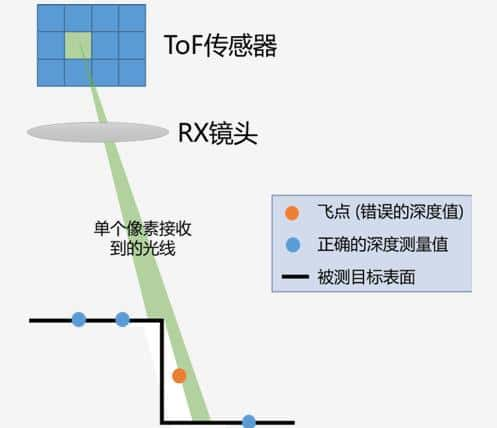 ToF传感器
RX镜头
单个像素接收
到的光线
飞点 (错误的深度值)
正确的深度测量值
被测目标表面